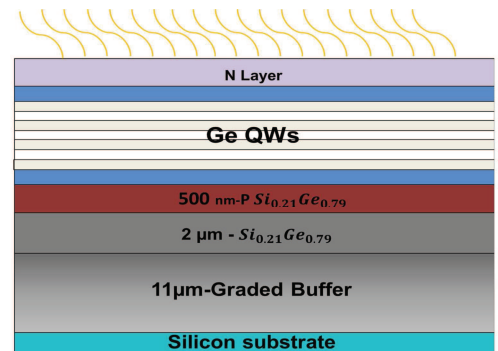 N Layer
Ge QWs
500 nm-P Si₀.₂₁Ge₀.₇₉
2 µm - Si₀.₂₁Ge₀.₇₉
11µm-Graded Buffer
Silicon substrate